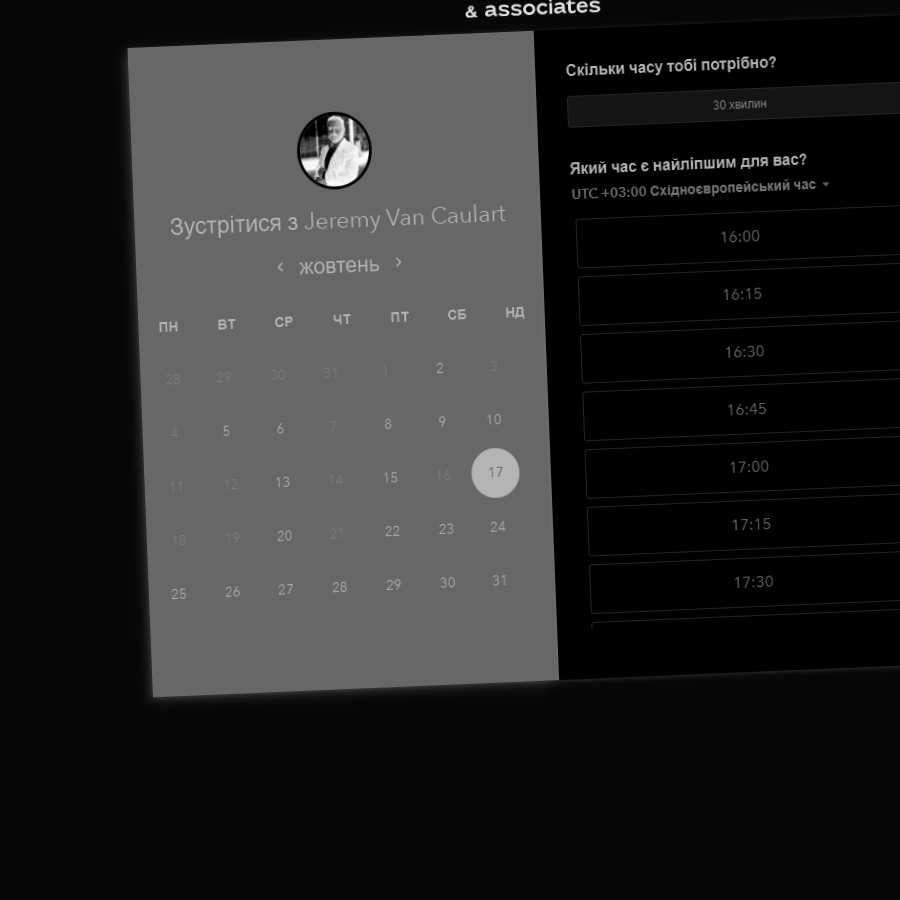 & associates
Зустрітися з Jeremy Van Caulart
‹ жовтень ›
ПН ВТ СР ЧТ ПТ СБ НД
28 29 30 31 1 2 3
4 5 6 7 8 9 10
11 12 13 14 15 16 17
18 19 20 21 22 23 24
25 26 27 28 29 30 31
Скільки часу тобі потрібно?
30 хвилин
Який час є найліпшим для вас?
UTC +03:00 Східноєвропейський час
16:00
16:15
16:30
16:45
17:00
17:15
17:30